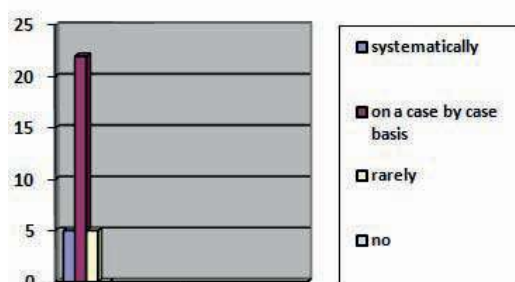 25
20
15
10
5
0
systematically
on a case by case
basis
rarely
no